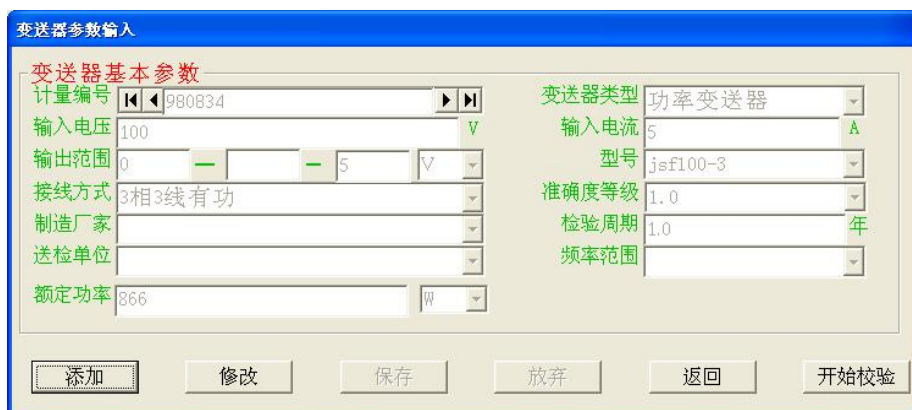 变送器参数输入
变送器基本参数
计量编号 980834 变送器类型 功率变送器
输入电压 100 V 输入电流 5 A
输出范围 0 — — 5 V 型号 jsf100-3
接线方式 3相3线有功 准确度等级 1.0
制造厂家 检验周期 1.0 年
送检单位 频率范围
额定功率 866 W
添加 修改 保存 放弃 返回 开始校验